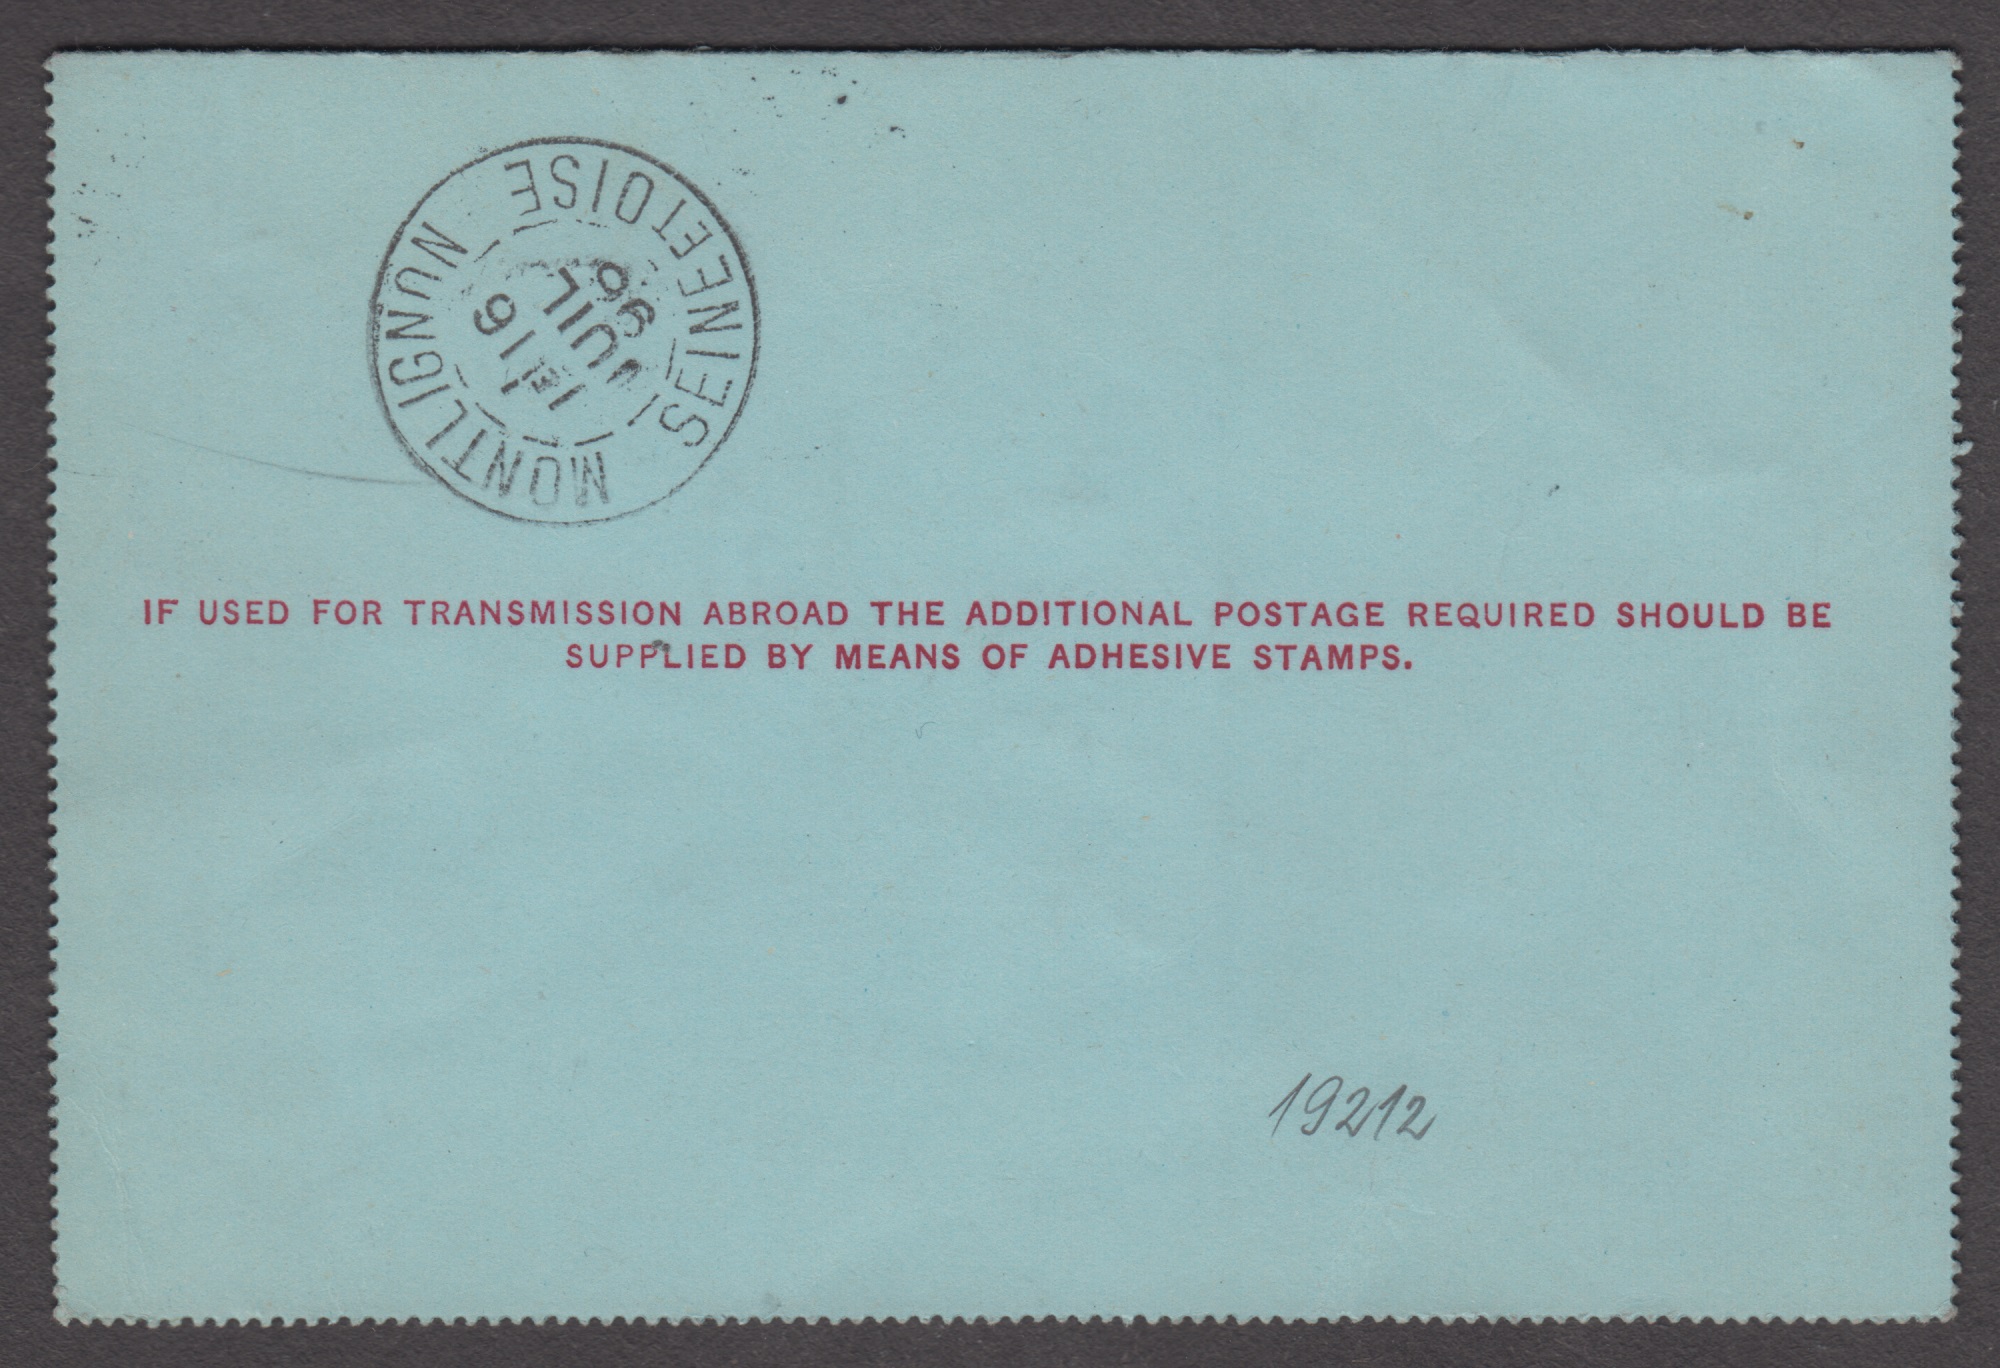 MONTLIGNON
SEINE ET OISE
1E
16
JUIL
IF USED FOR TRANSMISSION ABROAD THE ADDITIONAL POSTAGE REQUIRED SHOULD BE
SUPPLIED BY MEANS OF ADHESIVE STAMPS.
19212